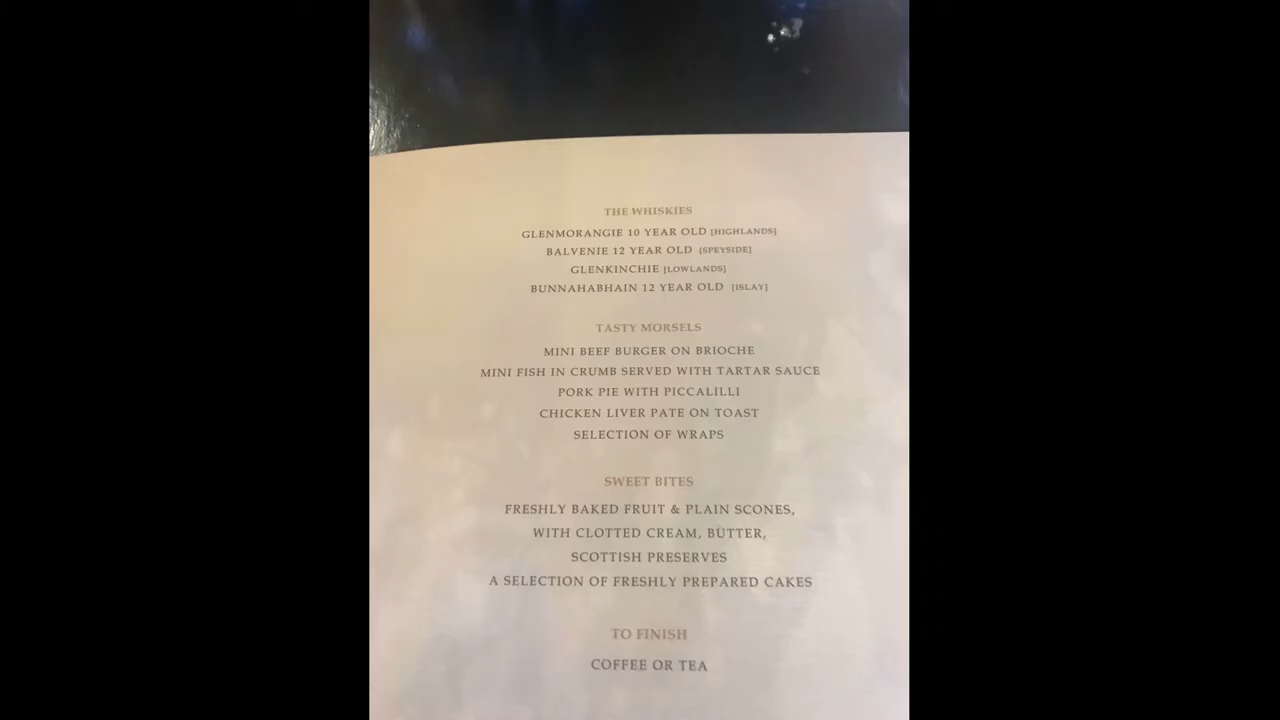 THE WHISKIES
GLENMORANGIE 10 YEAR OLD [HIGHLANDS]
BALVENIE 12 YEAR OLD [SPEYSIDE]
GLENKINCHIE [LOWLANDS]
BUNNAHABHAIN 12 YEAR OLD [ISLAY]
TASTY MORSELS
MINI BEEF BURGER ON BRIOCHE
MINI FISH IN CRUMB SERVED WITH TARTAR SAUCE
PORK PIE WITH PICCALILLI
CHICKEN LIVER PATE ON TOAST
SELECTION OF WRAPS
SWEET BITES
FRESHLY BAKED FRUIT & PLAIN SCONES,
WITH CLOTTED CREAM, BUTTER,
SCOTTISH PRESERVES
A SELECTION OF FRESHLY PREPARED CAKES
TO FINISH
COFFEE OR TEA